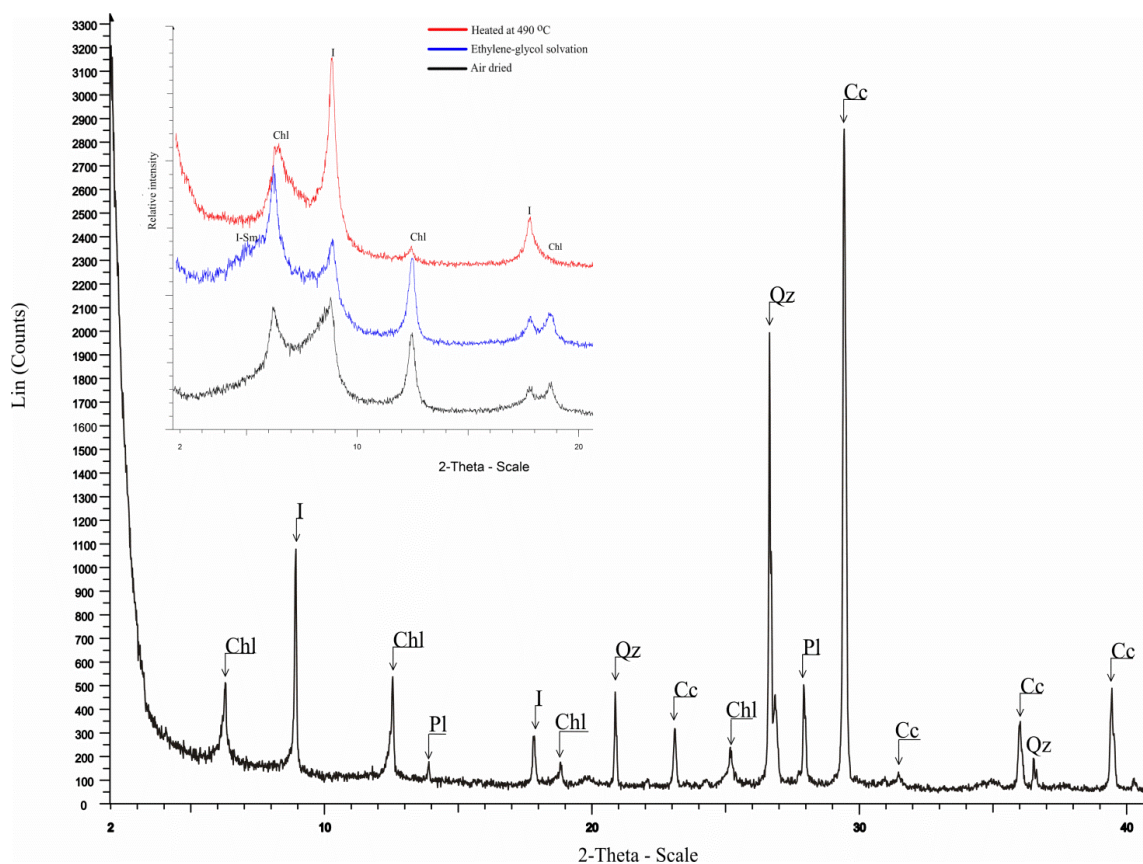 Lin (Counts)
3300
3200
3100
3000
2900
2800
2700
2600
2500
2400
2300
2200
2100
2000
1900
1800
1700
1600
1500
1400
1300
1200
1100
1000
900
800
700
600
500
400
300
200
100
0
Heated at 490 ºC
Ethylene-glycol solvation
Air dried
Relative intensity
I
Chl
I-Sm
Chl
I
Chl
2
10
20
2-Theta - Scale
Chl
I
Chl
Pl
I
Chl
Qz
Cc
Chl
Qz
Pl
Cc
Cc
Cc
Qz
Cc
2
10
20
30
40
2-Theta - Scale